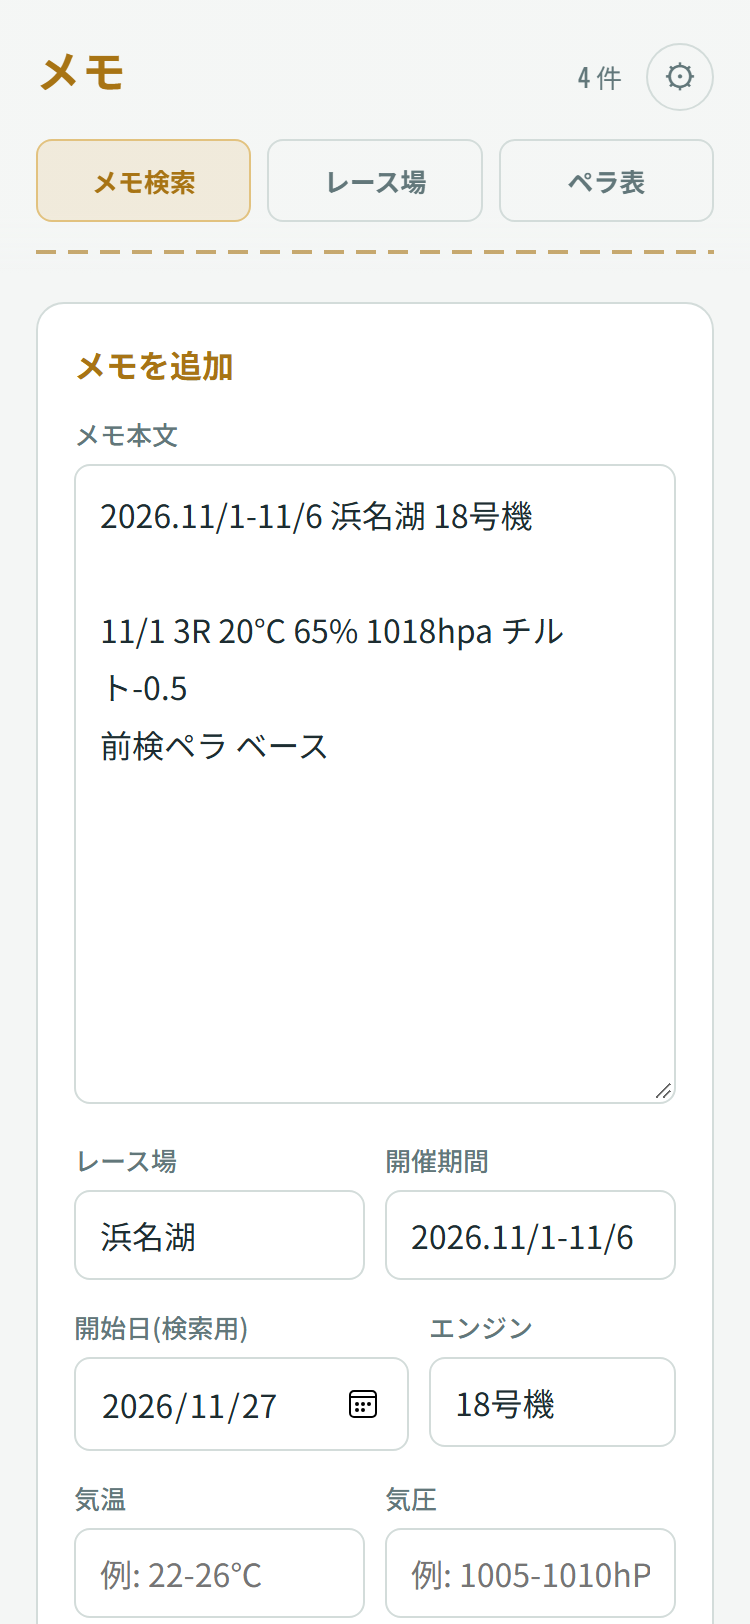 メモ
4 件
メモ検索
レース場
ペラ表
メモを追加
メモ本文
2026.11/1-11/6 浜名湖 18号機
11/1 3R 20℃ 65% 1018hpa チル
ト-0.5
前検ペラ ベース
レース場
開催期間
浜名湖
2026.11/1-11/6
開始日(検索用)
エンジン
2026/11/27
18号機
気温
気圧
例: 22-26℃
例: 1005-1010hP